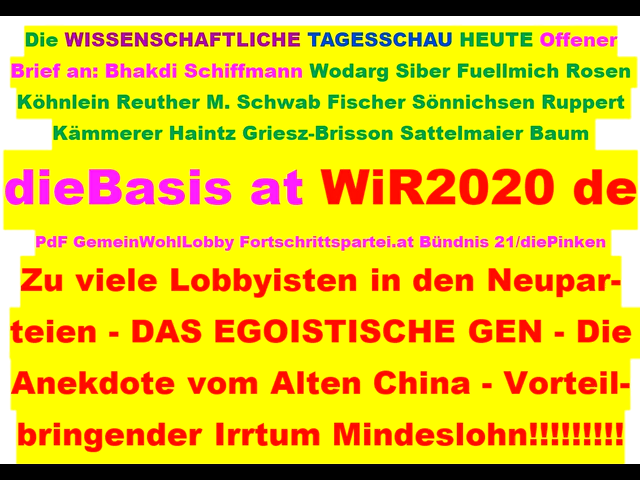 Die WISSENSCHAFTLICHE TAGESSCHAU HEUTE Offener
Brief an: Bhakdi Schiffmann Wodarg Siber Fuellmich Rosen
Köhnlein Reuther M. Schwab Fischer Sönnichsen Ruppert
Kämmerer Haintz Griesz-Brisson Sattelmaier Baum
dieBasis at WiR2020 de
PdF GemeinWohlLobby Fortschrittspartei.at Bündnis 21/diePinken
Zu viele Lobbyisten in den Neupar-
teien - DAS EGOISTISCHE GEN - Die
Anekdote vom Alten China - Vorteil-
bringender Irrtum Mindeslohn!!!!!!!!!